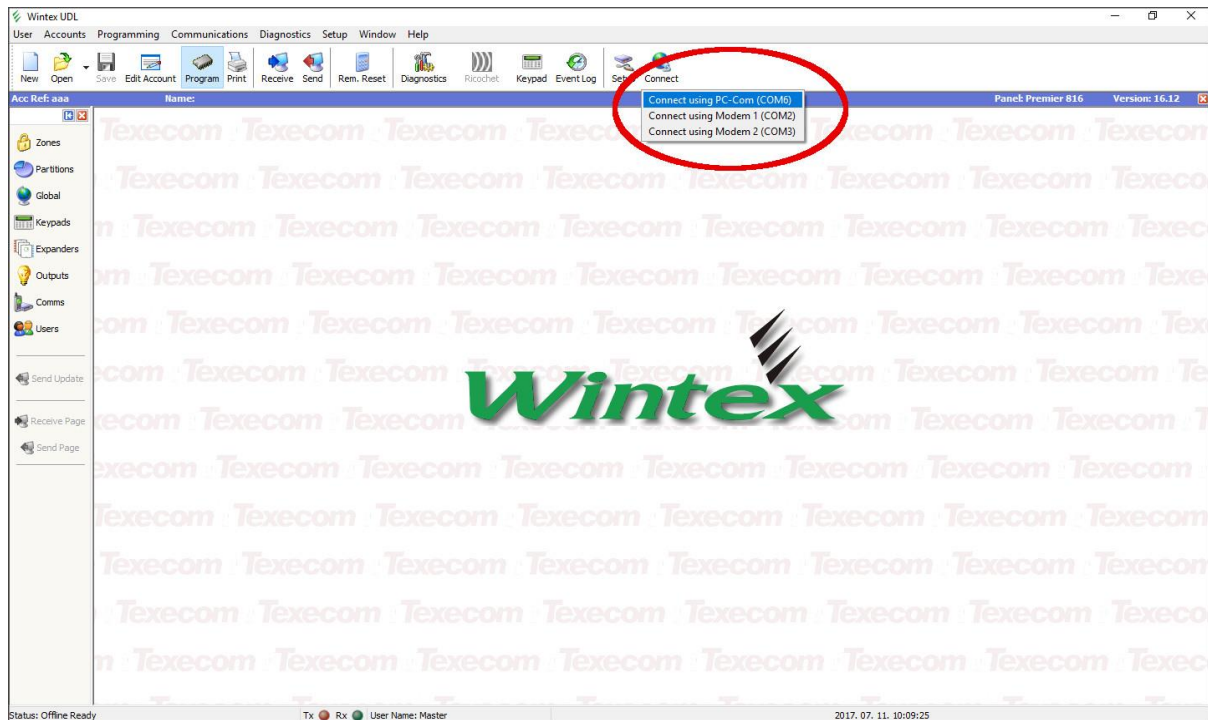 Wintex UDL
User Accounts Programming Communications Diagnostics Setup Window Help
New Open Save Edit Account Program Print Receive Send Rem. Reset Diagnostics Ricochet Keypad Event Log Setup Connect
Acc Ref: aaa Name: Panel: Premier 816 Version: 16.12
Connect using PC-Com (COM6)
Connect using Modem 1 (COM2)
Connect using Modem 2 (COM3)
Zones
Partitions
Global
Keypads
Expanders
Outputs
Comms
Users
Send Update
Receive Page
Send Page
Texecom
Wintex
Status: Offline Ready Tx Rx User Name: Master 2017. 07. 11. 10:09:25